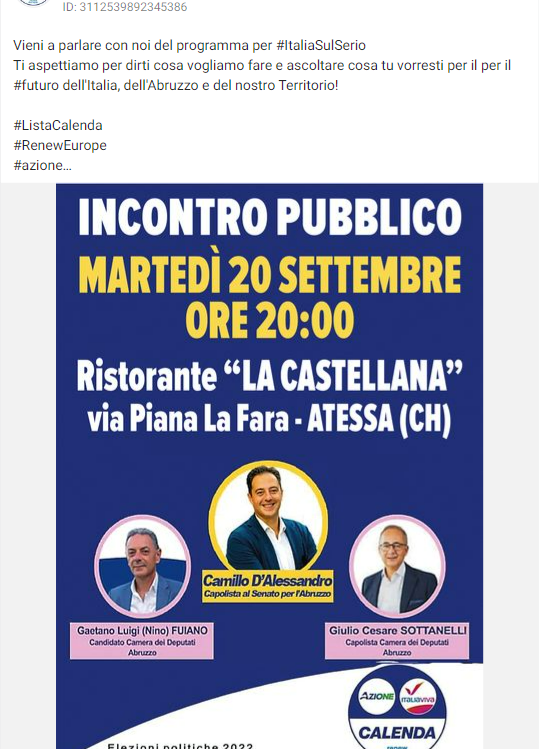 ID: 3112539892345386
Vieni a parlare con noi del programma per #ItaliaSulSerio
Ti aspettiamo per dirti cosa vogliamo fare e ascoltare cosa tu vorresti per il per il
#futuro dell'Italia, dell'Abruzzo e del nostro Territorio!
#ListaCalenda
#RenewEurope
#azione...
INCONTRO PUBBLICO
MARTEDÌ 20 SETTEMBRE
ORE 20:00
Ristorante “LA CASTELLANA”
via Piana La Fara - ATESSA (CH)
Camillo D'Alessandro
Capolista al Senato per l'Abruzzo
Gaetano Luigi (Nino) FUIANO
Candidato Camera dei Deputati
Abruzzo
Giulio Cesare SOTTANELLI
Capolista Camera dei Deputati
Abruzzo
AZIONE
ITALIAVIVA
CALENDA
Elezioni politiche 2022